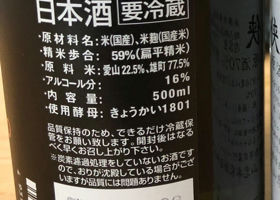 日本酒 要冷蔵
・原材料名：米(国産)、米麹(国産米)
・精米歩合：59%(扁平精米)
・原料米：愛山22.5%、雄町77.5%
・アルコール分：16%
・内容量：500ml
・使用酵母：きょうかい1801
品質保持のため、できるだけ冷蔵保
管をお願い致します。開封後はなる
べく早くお召し上がり下さい。
※炭素濾過処理をしていないお酒です
ので、おりが沈殿している場合がござ
いますが品質には問題ありません。